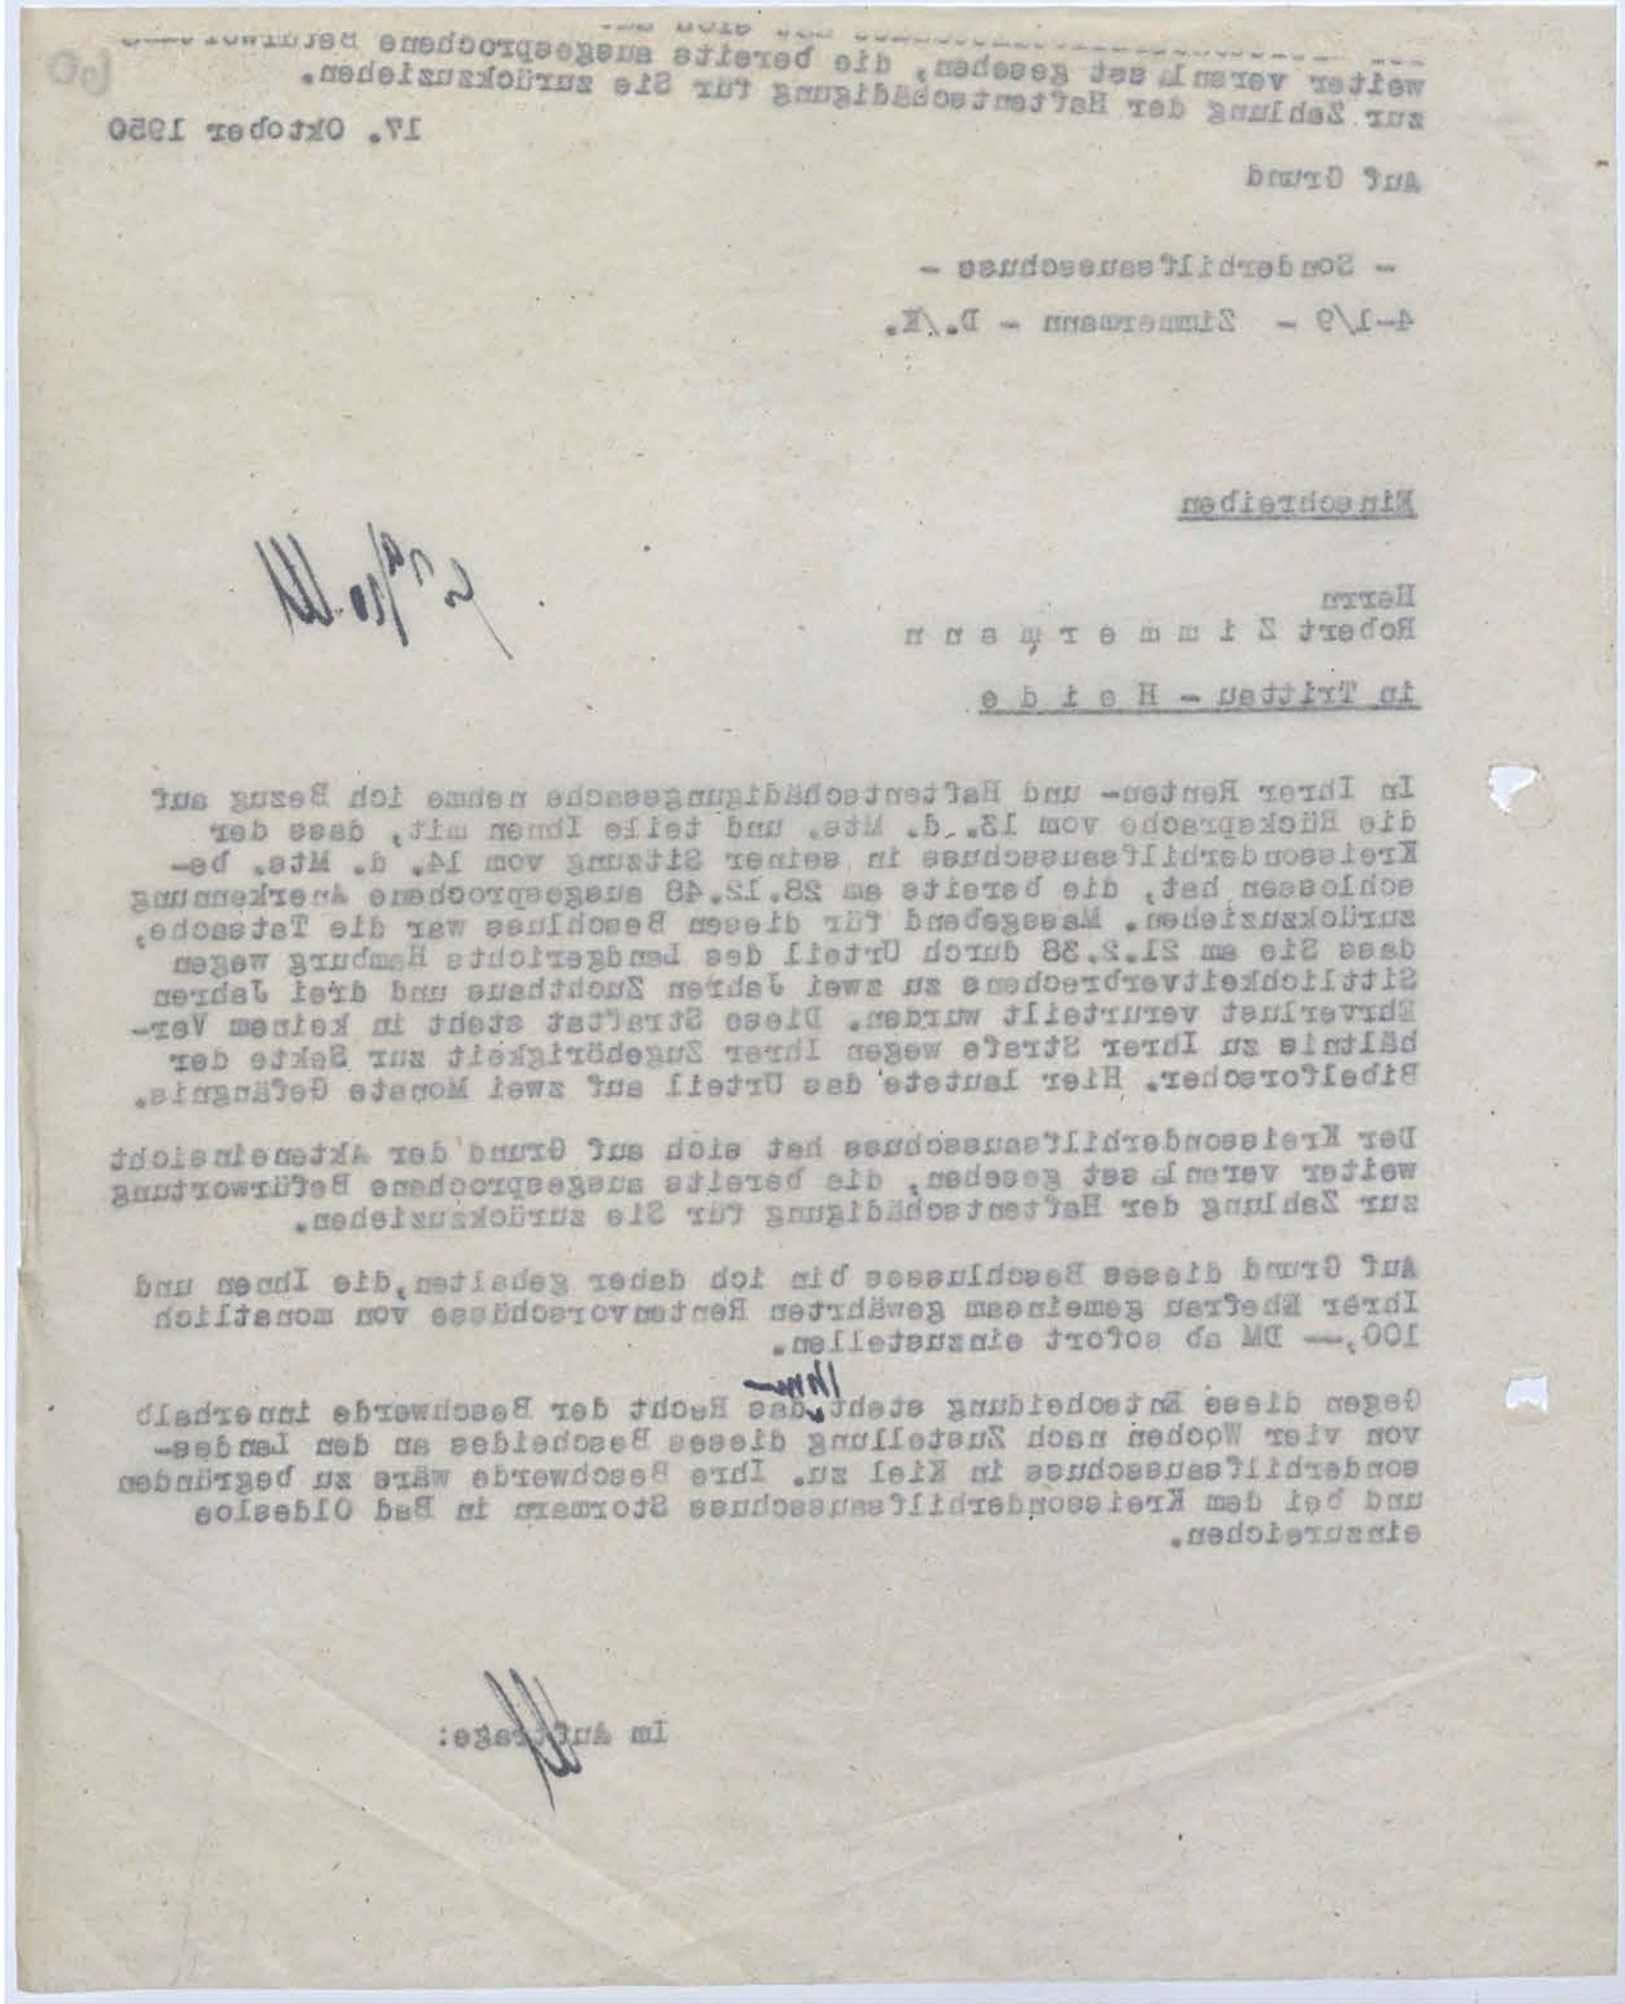 weiter veranlasst gesehen, die bereits ausgesprochene Befürwortung
zur Zahlung der Haftentschädigung für Sie zurückzuziehen.
17. Oktober 1950
Auf Grund
- Sonderhilfsausschuss -
4-1/9 - Zimmermann - D./K.
Einschreiben
Herrn
Robert Z i m m e r m a n n
in Trittau - H e i d e
In Ihrer Renten- und Haftentschädigungssache nehme ich Bezug auf
die Rücksprache vom 13. d. Mts. und teile Ihnen mit, dass der
Kreissonderhilfsausschuss in seiner Sitzung vom 14. d. Mts. be-
schlossen hat, die bereits am 28.12.48 ausgesprochene Anerkennung
zurückzuziehen. Massgebend für diesen Beschluss war die Tatsache,
dass Sie am 21.2.38 durch Urteil des Landgerichts Hamburg wegen
Sittlichkeitverbrechens zu zwei Jahren Zuchthaus und drei Jahren
Ehrverlust verurteilt wurden. Diese Straftat steht in keinem Ver-
hältnis zu Ihrer Strafe wegen Ihrer Zugehörigkeit zur Sekte der
Bibelforscher. Hier lautete das Urteil auf zwei Monate Gefängnis.
Der Kreissonderhilfsausschuss hat sich auf Grund der Akteneinsicht
weiter veranlasst gesehen, die bereits ausgesprochene Befürwortung
zur Zahlung der Haftentschädigung für Sie zurückzuziehen.
Auf Grund dieses Beschlusses bin ich daher gehalten,die Ihnen und
Ihrer Ehefrau gemeinsam gewährten Rentenvorschüsse von monatlich
100,-- DM ab sofort einzustellen.
Gegen diese Entscheidung steht Ihnen das Recht der Beschwerde innerhalb
von vier Wochen nach Zustellung dieses Bescheides an den Landes-
sonderhilfsausschuss in Kiel zu. Ihre Beschwerde wäre zu begründen
und bei dem Kreissonderhilfsausschuss Stormarn in Bad Oldesloe
einzureichen.
Im Auftrage: